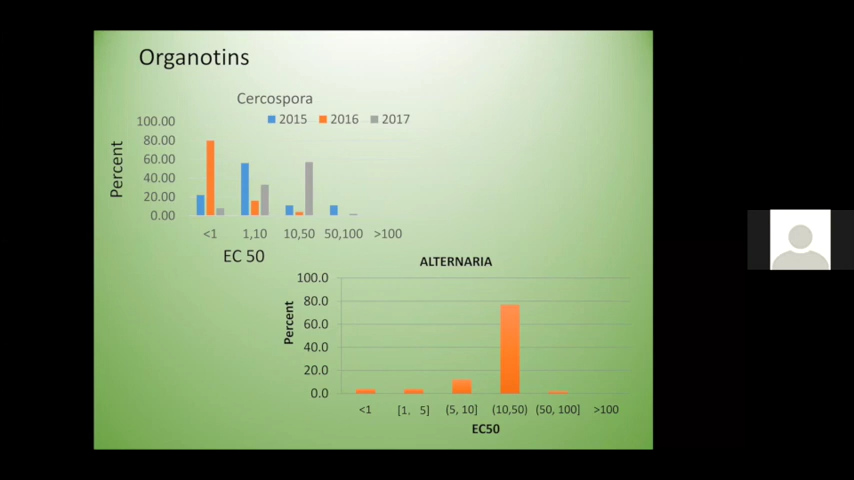 Organotins
Cercospora
2015 2016 2017
Percent
100.00
80.00
60.00
40.00
20.00
0.00
<1 1,10 10,50 50,100 >100
EC 50
ALTERNARIA
Percent
100.0
80.0
60.0
40.0
20.0
0.0
<1 [1, 5] (5, 10] (10,50) (50, 100] >100
EC50